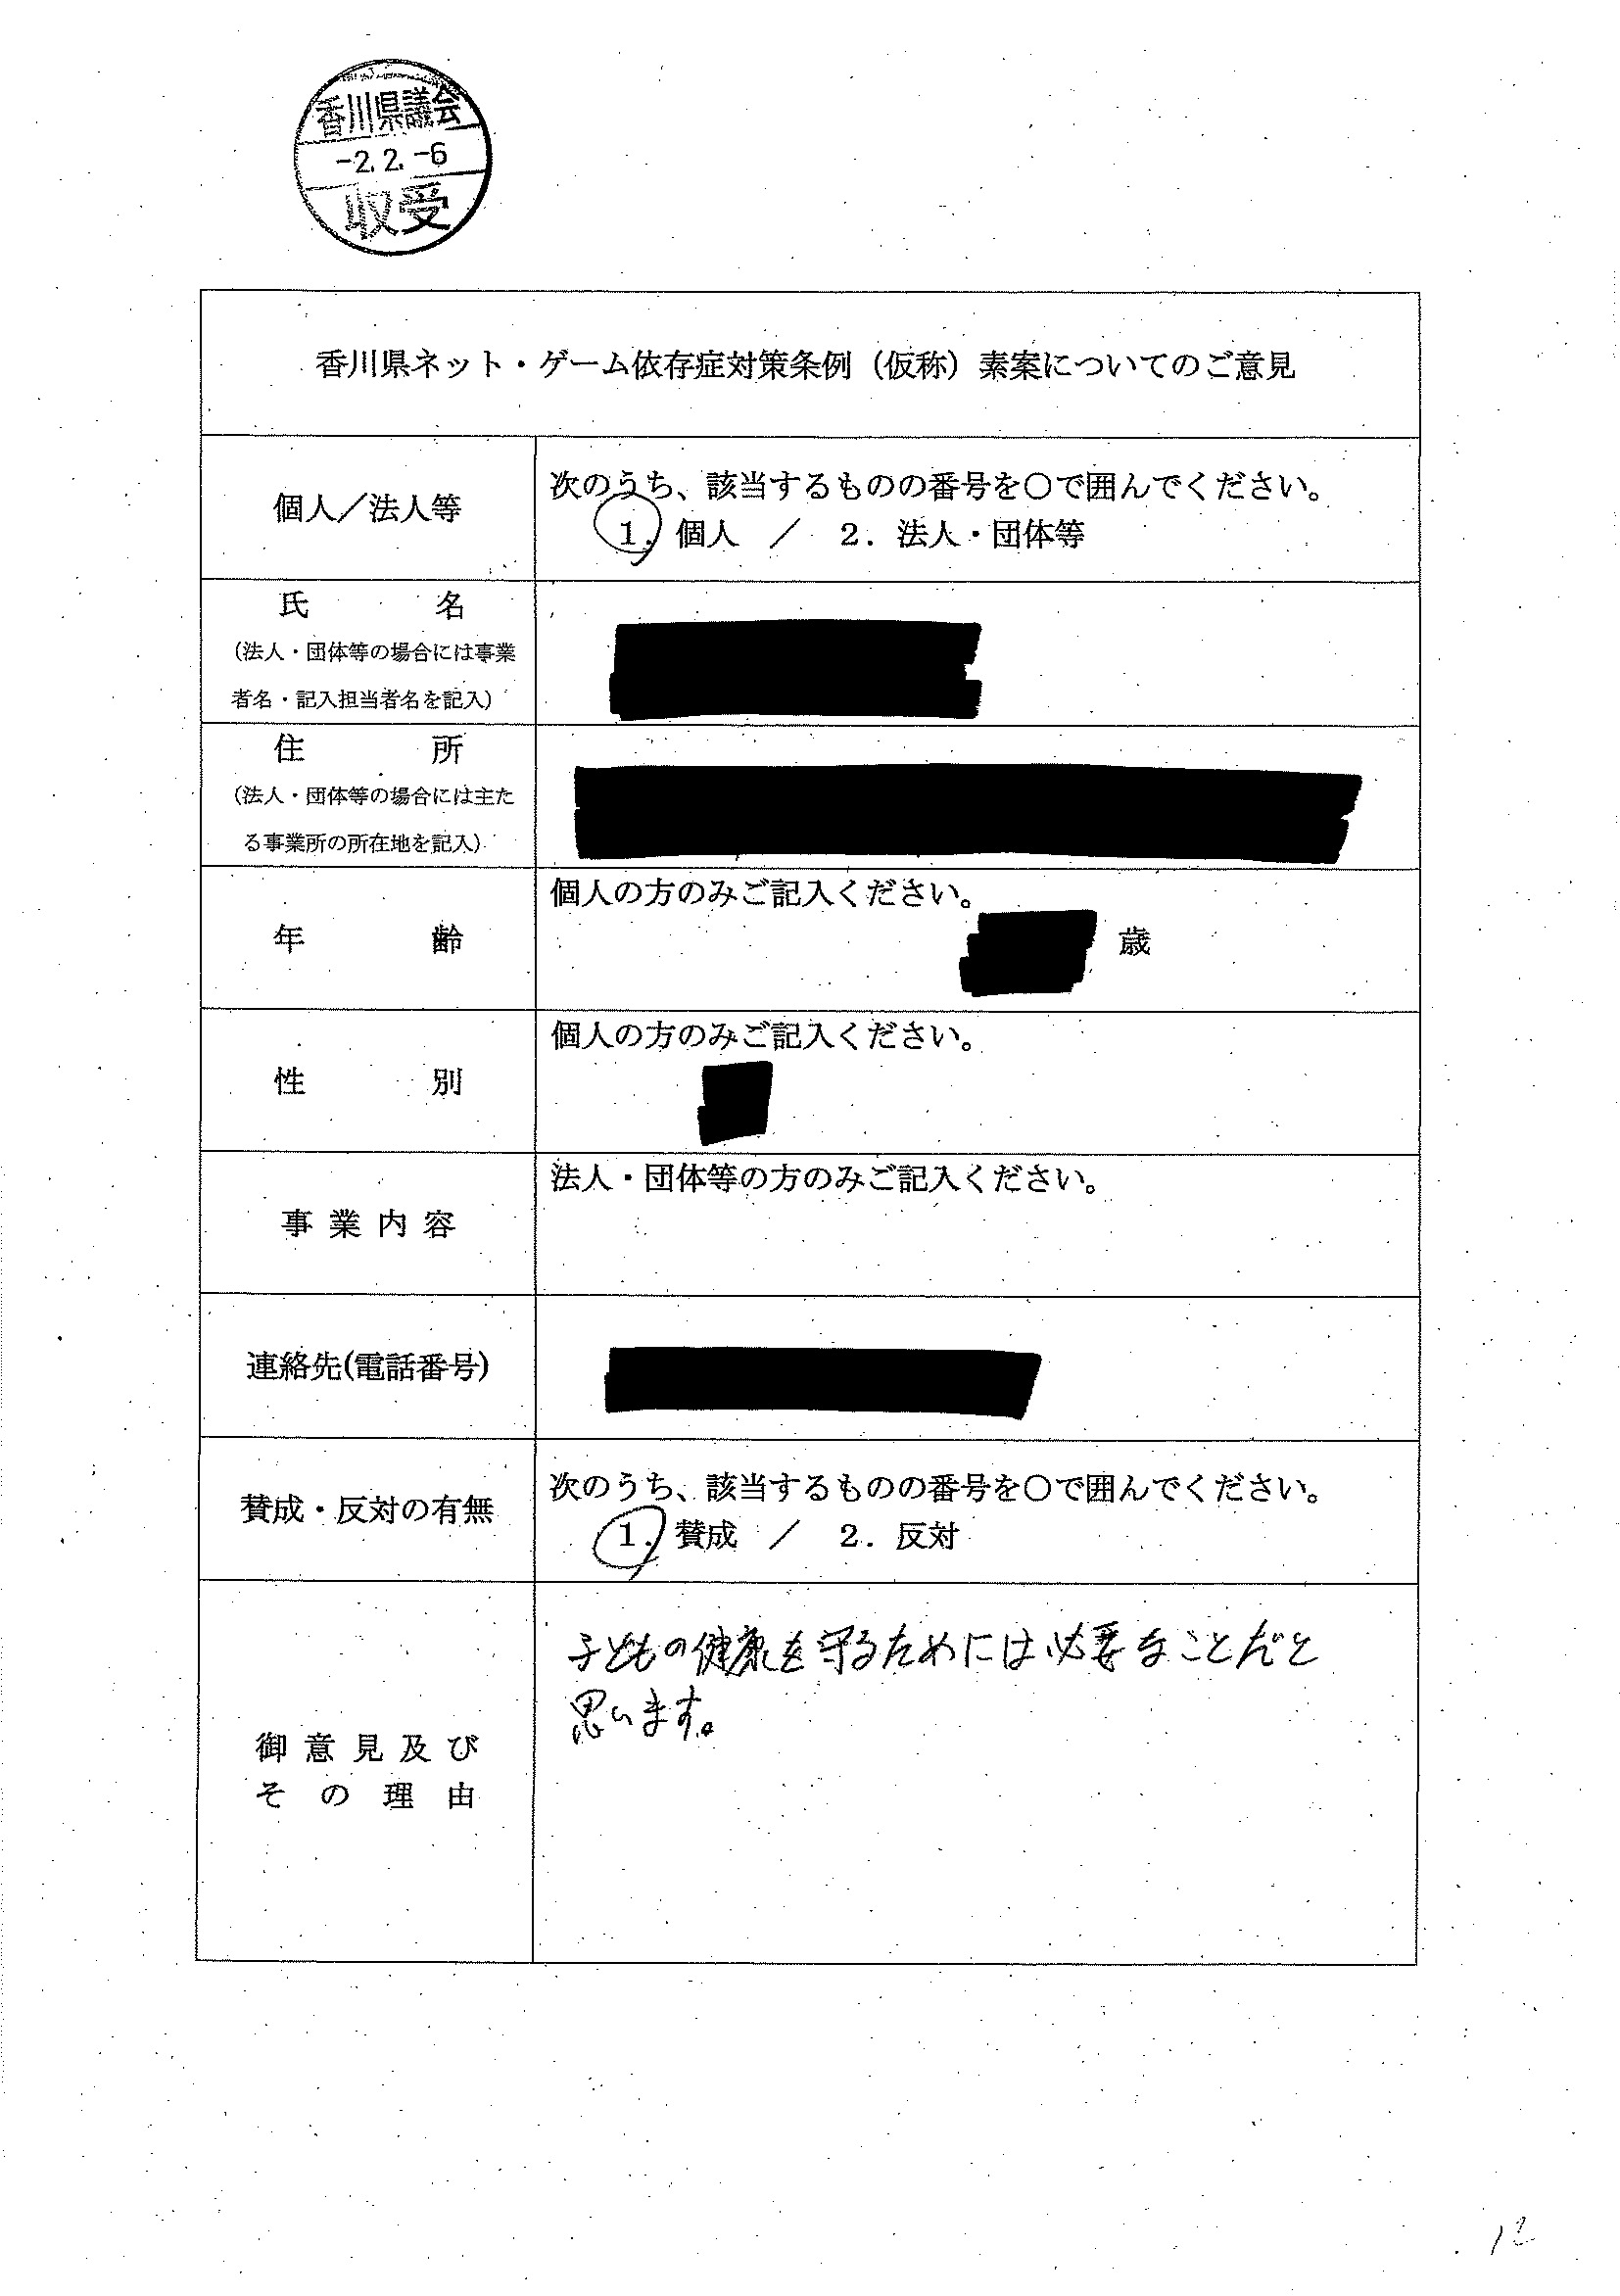 香川県議会
-2.2.-6
収受
香川県ネット・ゲーム依存症対策条例（仮称）素案についてのご意見
個人／法人等
次のうち、該当するものの番号を○で囲んでください。
1. 個人 ／ 2. 法人・団体等
氏 名
（法人・団体等の場合には事業
者名・記入担当者名を記入）
住 所
（法人・団体等の場合には主た
る事業所の所在地を記入）
年 齢
個人の方のみご記入ください。
歳
性 別
個人の方のみご記入ください。
事業内容
法人・団体等の方のみご記入ください。
連絡先(電話番号)
賛成・反対の有無
次のうち、該当するものの番号を○で囲んでください。
1. 賛成 ／ 2. 反対
御意見及び
その理由
子どもの健康を守るためには必要なことだと
思います。
12